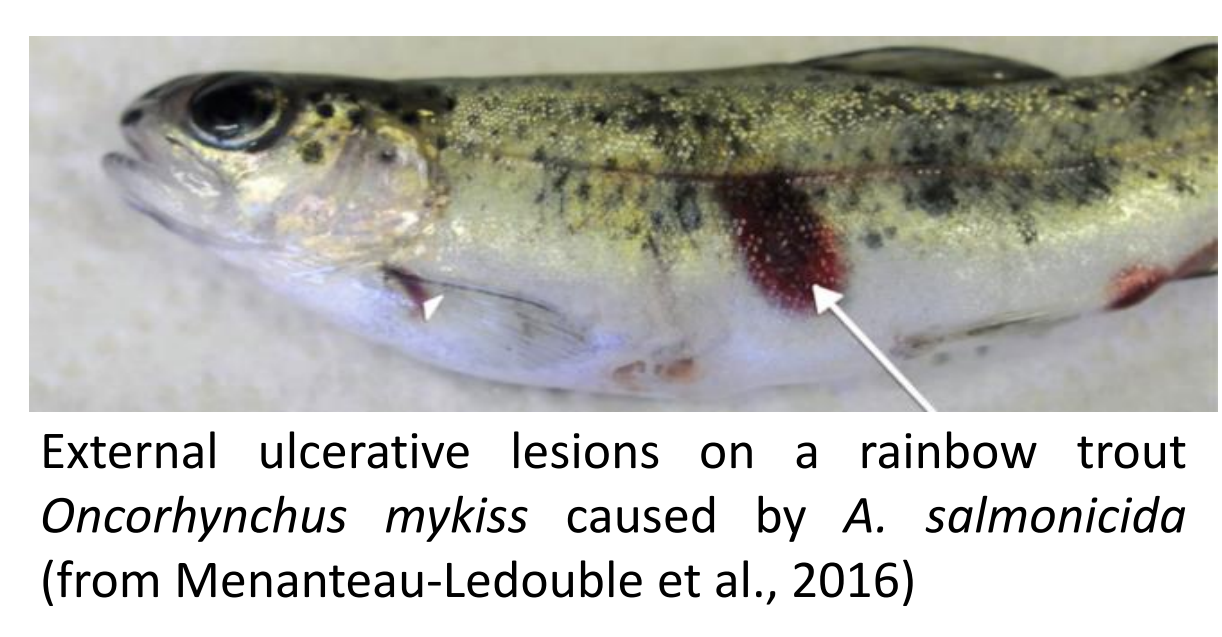 External ulcerative lesions on a rainbow trout
Oncorhynchus mykiss caused by A. salmonicida
(from Menanteau-Ledouble et al., 2016)